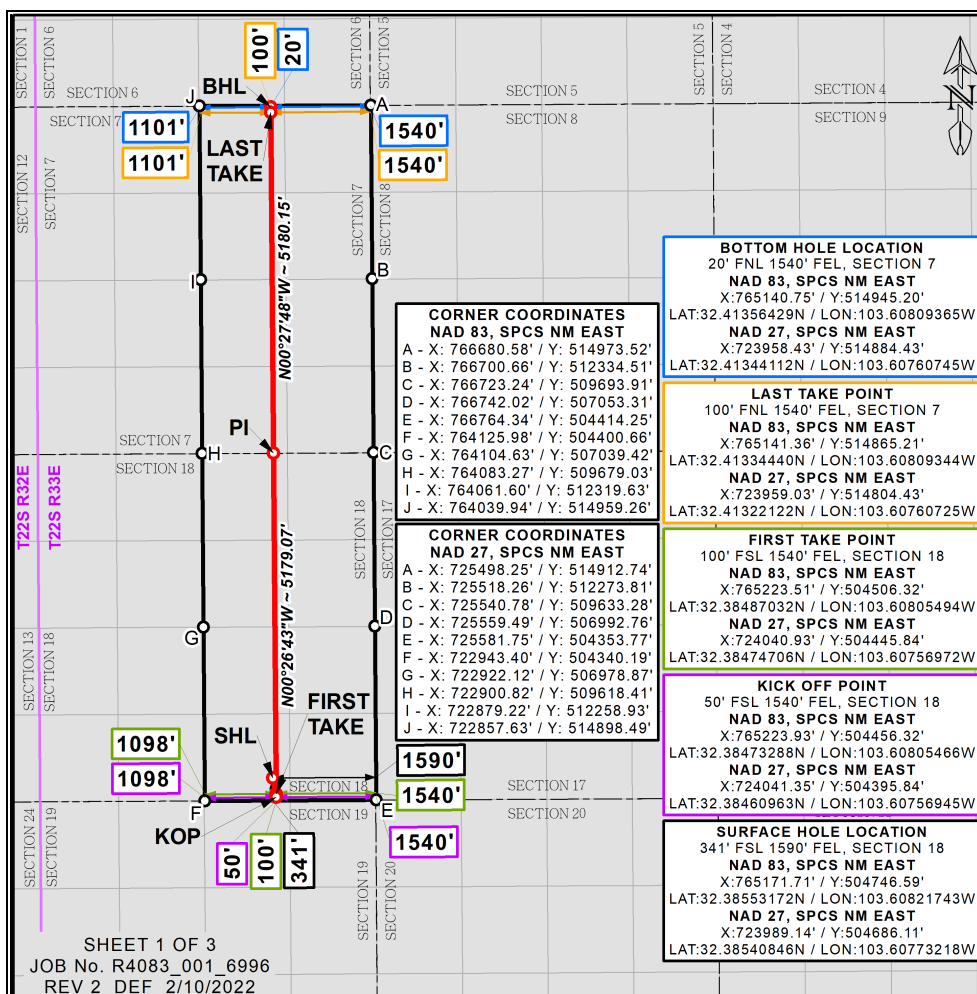 SECTION 1
SECTION 6
SECTION 6
SECTION 5
SECTION 5
SECTION 4
100'
20'
BHL
J
A
SECTION 6
SECTION 7
SECTION 5
SECTION 8
SECTION 4
SECTION 9
N
1101'
1101'
LAST
TAKE
1540'
1540'
SECTION 12
SECTION 7
SECTION 7
SECTION 8
N00°27'48"W ~ 5180.15'
I
B
PI
SECTION 7
SECTION 18
H
C
T22S R32E
T22S R33E
SECTION 18
SECTION 17
N00°26'43"W ~ 5179.07'
G
D
SECTION 13
SECTION 18
FIRST
TAKE
SHL
1098'
1098'
1590'
1540'
1540'
SECTION 18
SECTION 19
SECTION 17
SECTION 20
F
E
KOP
50'
100'
341'
SECTION 24
SECTION 19
SECTION 19
SECTION 20
CORNER COORDINATES
NAD 83, SPCS NM EAST
A - X: 766680.58' / Y: 514973.52'
B - X: 766700.66' / Y: 512334.51'
C - X: 766723.24' / Y: 509693.91'
D - X: 766742.02' / Y: 507053.31'
E - X: 766764.34' / Y: 504414.25'
F - X: 764125.98' / Y: 504400.66'
G - X: 764104.63' / Y: 507039.42'
H - X: 764083.27' / Y: 509679.03'
I - X: 764061.60' / Y: 512319.63'
J - X: 764039.94' / Y: 514959.26'
CORNER COORDINATES
NAD 27, SPCS NM EAST
A - X: 725498.25' / Y: 514912.74'
B - X: 725518.26' / Y: 512273.81'
C - X: 725540.78' / Y: 509633.28'
D - X: 725559.49' / Y: 506992.76'
E - X: 725581.75' / Y: 504353.77'
F - X: 722943.40' / Y: 504340.19'
G - X: 722922.12' / Y: 506978.87'
H - X: 722900.82' / Y: 509618.41'
I - X: 722879.22' / Y: 512258.93'
J - X: 722857.63' / Y: 514898.49'
BOTTOM HOLE LOCATION
20' FNL 1540' FEL, SECTION 7
NAD 83, SPCS NM EAST
X:765140.75' / Y:514945.20'
LAT:32.41356429N / LON:103.60809365W
NAD 27, SPCS NM EAST
X:723958.43' / Y:514884.43'
LAT:32.41344112N / LON:103.60760745W
LAST TAKE POINT
100' FNL 1540' FEL, SECTION 7
NAD 83, SPCS NM EAST
X:765141.36' / Y:514865.21'
LAT:32.41334440N / LON:103.60809344W
NAD 27, SPCS NM EAST
X:723959.03' / Y:514804.43'
LAT:32.41322122N / LON:103.60760725W
FIRST TAKE POINT
100' FSL 1540' FEL, SECTION 18
NAD 83, SPCS NM EAST
X:765223.51' / Y:504506.32'
LAT:32.38487032N / LON:103.60805494W
NAD 27, SPCS NM EAST
X:724040.93' / Y:504445.84'
LAT:32.38474706N / LON:103.60756972W
KICK OFF POINT
50' FSL 1540' FEL, SECTION 18
NAD 83, SPCS NM EAST
X:765223.93' / Y:504456.32'
LAT:32.38473288N / LON:103.60805466W
NAD 27, SPCS NM EAST
X:724041.35' / Y:504395.84'
LAT:32.38460963N / LON:103.60756945W
SURFACE HOLE LOCATION
341' FSL 1590' FEL, SECTION 18
NAD 83, SPCS NM EAST
X:765171.71' / Y:504746.59'
LAT:32.38553172N / LON:103.60821743W
NAD 27, SPCS NM EAST
X:723989.14' / Y:504686.11'
LAT:32.38540846N / LON:103.60773218W
SHEET 1 OF 3
JOB No. R4083_001_6996
REV 2 DEF 2/10/2022